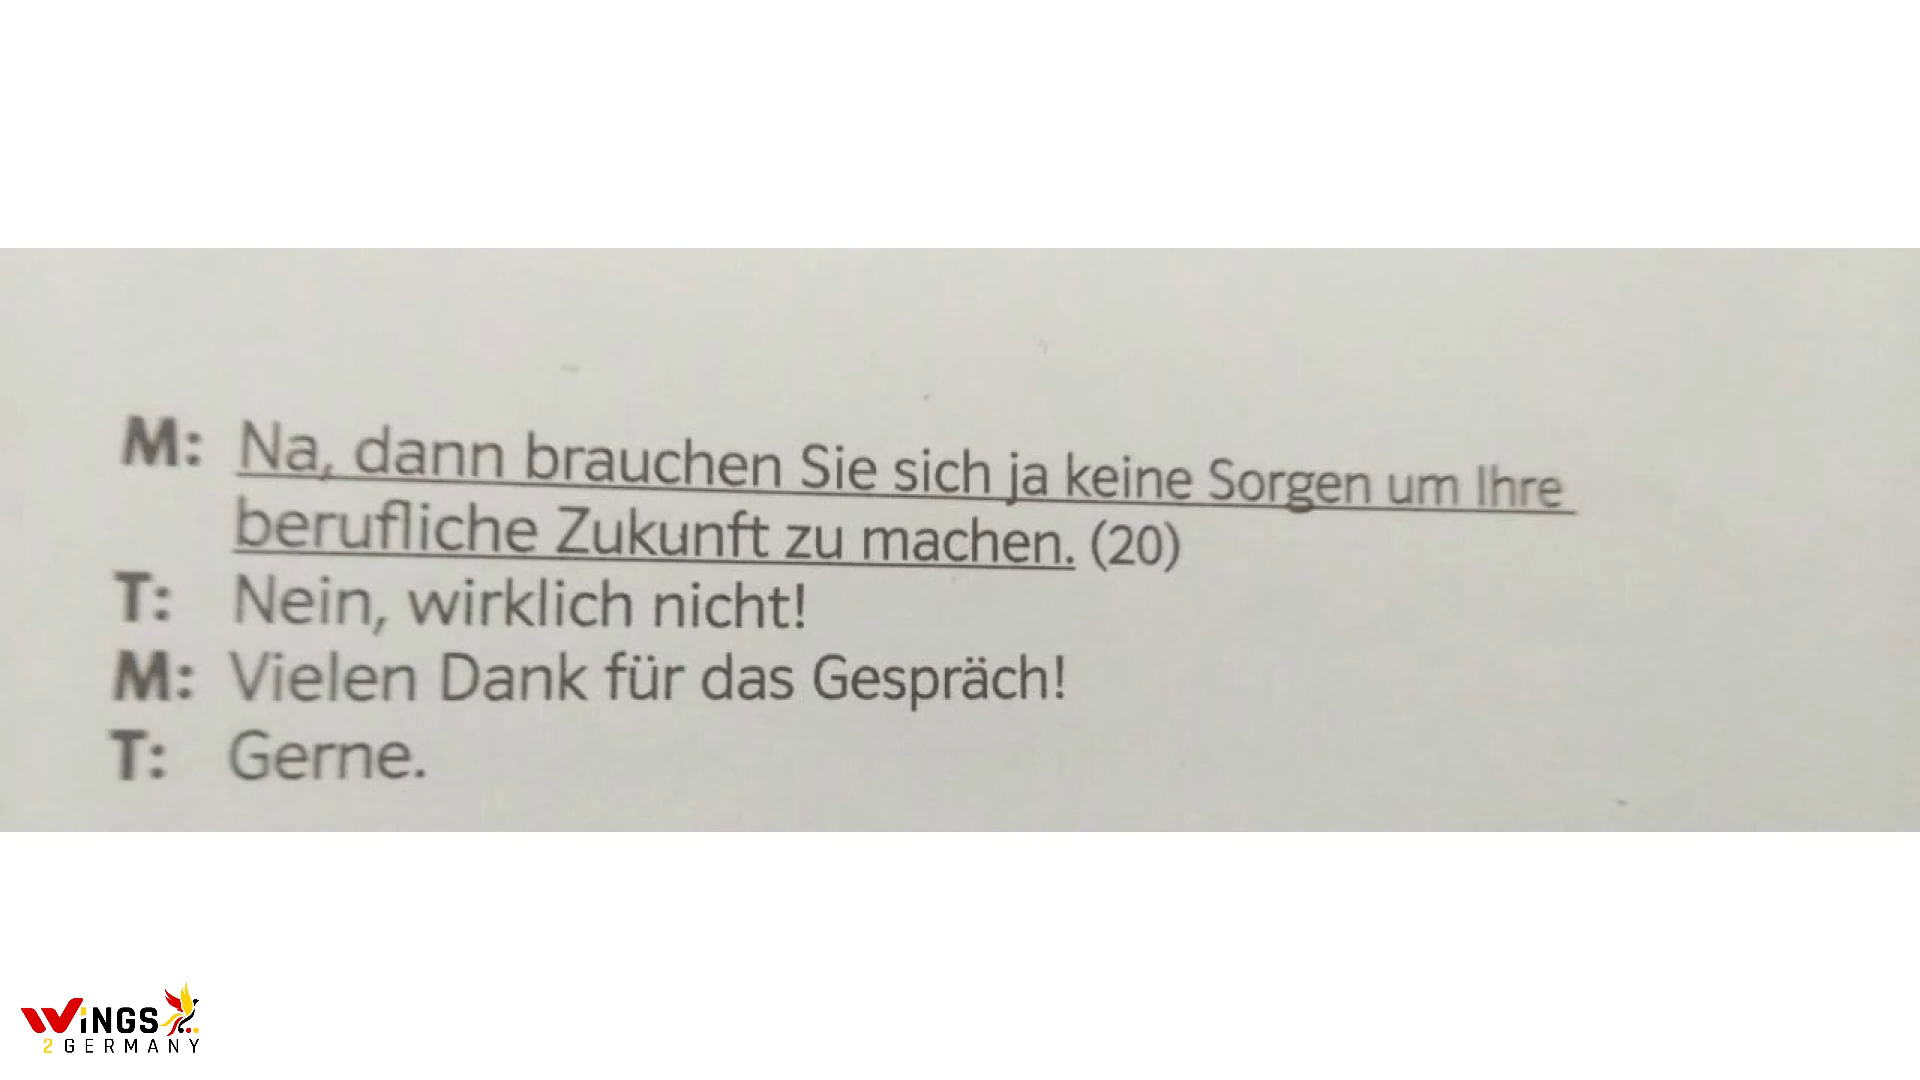 M: Na, dann brauchen Sie sich ja keine Sorgen um Ihre
berufliche Zukunft zu machen. (20)
T: Nein, wirklich nicht!
M: Vielen Dank für das Gespräch!
T: Gerne.
WINGS
2 GERMANY